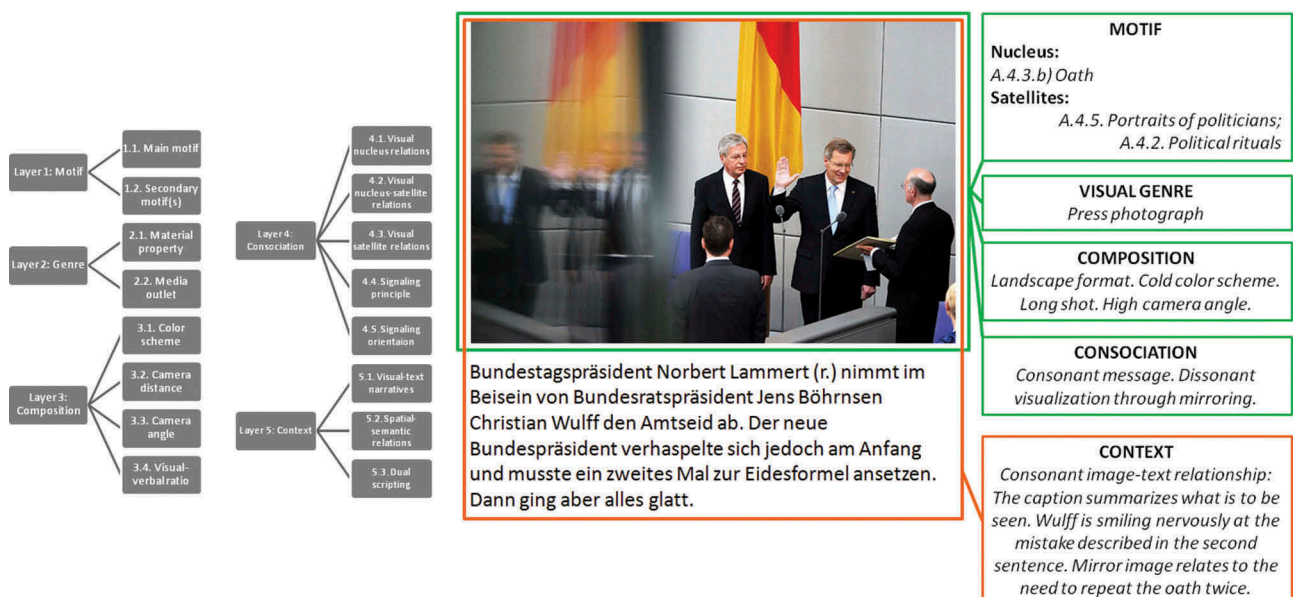 Layer 1: Motif
1.1. Main motif
1.2. Secondary
motif(s)
Layer 2: Genre
2.1. Material
property
2.2. Media
outlet
Layer 3:
Composition
3.1. Color
scheme
3.2. Camera
distance
3.3. Camera
angle
3.4. Visual-
verbal ratio
Layer 4:
Consociation
4.1. Visual
nucleus relations
4.2. Visual
nucleus-satellite
relations
4.3. Visual
satellite relations
4.4. Signaling
principle
4.5. Signaling
orientaion
Layer 5: Context
5.1. Visual-text
narratives
5.2. Spatial-
semantic
relations
5.3. Dual
scripting
Bundestagspräsident Norbert Lammert (r.) nimmt im
Beisein von Bundesratspräsident Jens Böhrnsen
Christian Wulff den Amtseid ab. Der neue
Bundespräsident verhaspelte sich jedoch am Anfang
und musste ein zweites Mal zur Eidesformel ansetzen.
Dann ging aber alles glatt.
MOTIF
Nucleus:
A.4.3.b) Oath
Satellites:
A.4.5. Portraits of politicians;
A.4.2. Political rituals
VISUAL GENRE
Press photograph
COMPOSITION
Landscape format. Cold color scheme.
Long shot. High camera angle.
CONSOCIATION
Consonant message. Dissonant
visualization through mirroring.
CONTEXT
Consonant image-text relationship:
The caption summarizes what is to be
seen. Wulff is smiling nervously at the
mistake described in the second
sentence. Mirror image relates to the
need to repeat the oath twice.